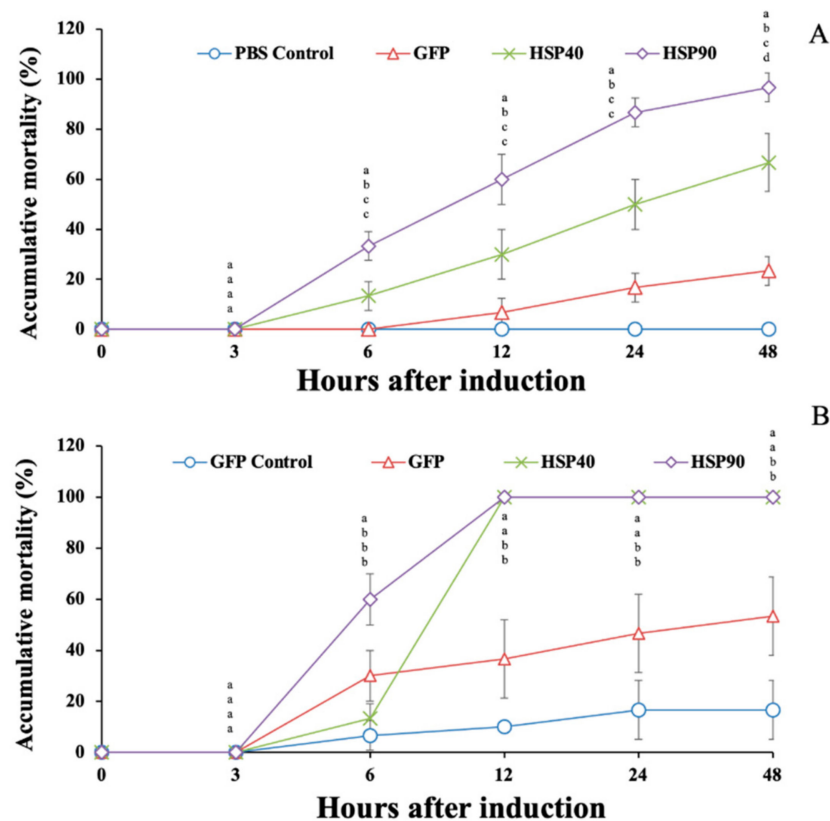 A
120
100
80
60
40
20
0
Accumulative mortality (%)
PBS Control GFP HSP40 HSP90
a
a
a
a
a
b
c
c
a
b
c
c
a
b
c
c
a
b
c
d
0 3 6 12 24 48
Hours after induction
B
120
100
80
60
40
20
0
Accumulative mortality (%)
GFP Control GFP HSP40 HSP90
a
a
a
a
a
b
b
b
a
a
b
b
a
a
b
b
a
a
b
b
0 3 6 12 24 48
Hours after induction